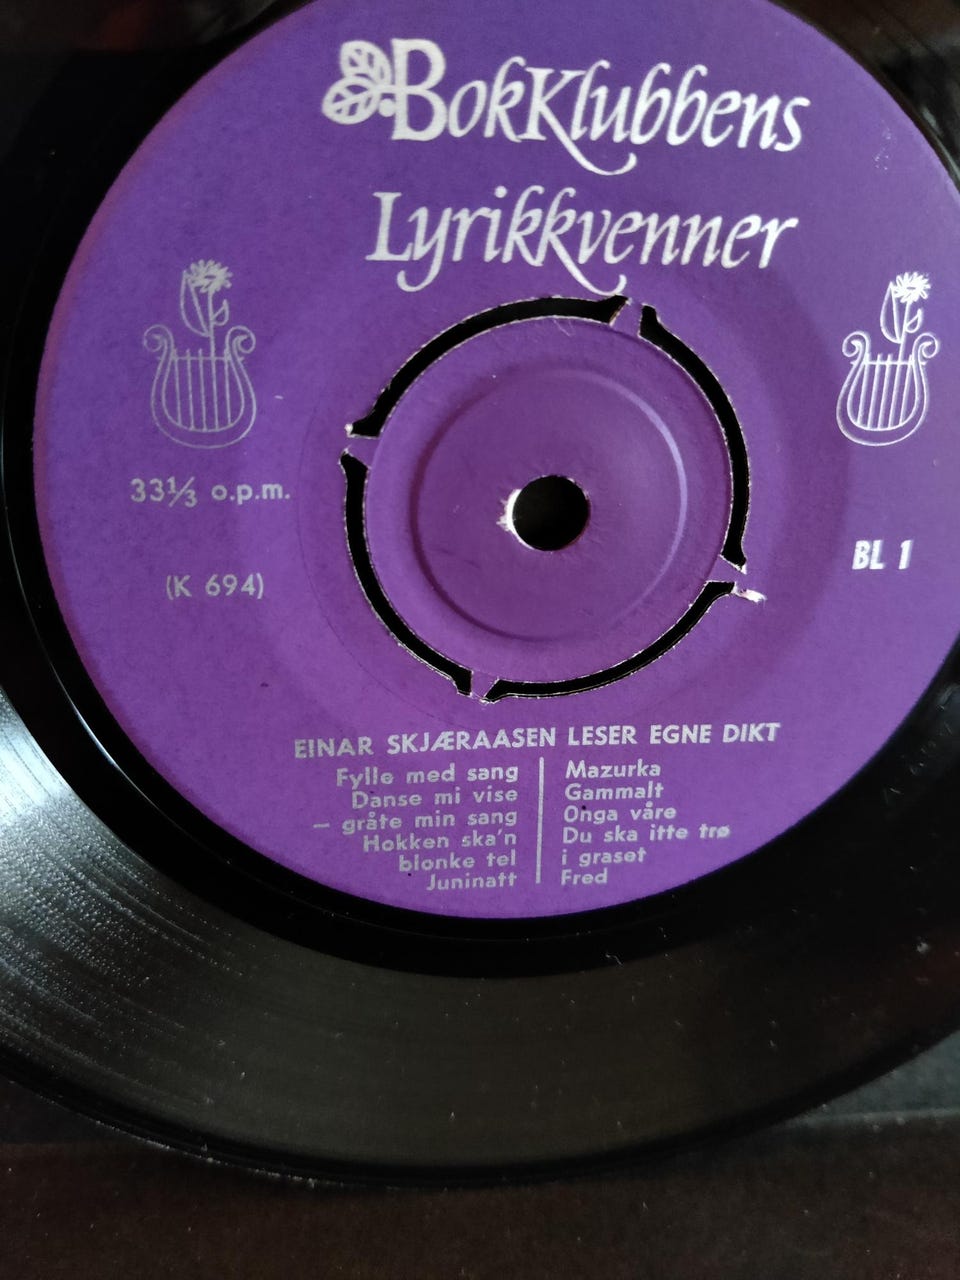 BokKlubbens
Lyrikkvenner
33⅓ o.p.m.
(K 694)
BL 1
EINAR SKJÆRAASEN LESER EGNE DIKT
Fylle med sang
Danse mi vise
– gråte min sang
Hokken ska'n
blonke tel
Juninatt
Mazurka
Gammalt
Onga våre
Du ska itte trø
i graset
Fred